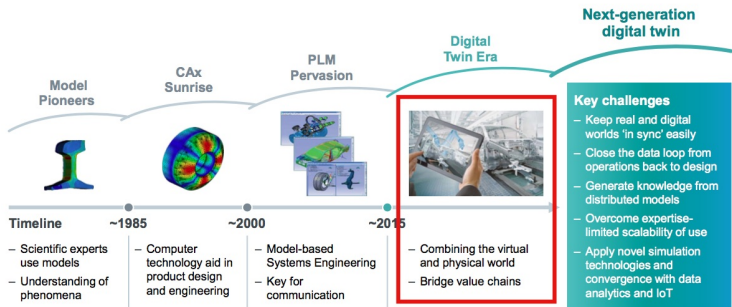 Next-generation
digital twin
Digital
Twin Era
PLM
Pervasion
CAx
Sunrise
Model
Pioneers
Key challenges
– Keep real and digital
worlds 'in sync' easily
– Close the data loop from
operations back to design
– Generate knowledge from
distributed models
– Overcome expertise-
limited scalability of use
– Apply novel simulation
technologies and
convergence with data
analytics and IoT
Timeline
~1985
~2000
~2015
– Scientific experts
use models
– Understanding of
phenomena
– Computer
technology aid in
product design
and engineering
– Model-based
Systems Engineering
– Key for
communication
– Combining the virtual
and physical world
– Bridge value chains